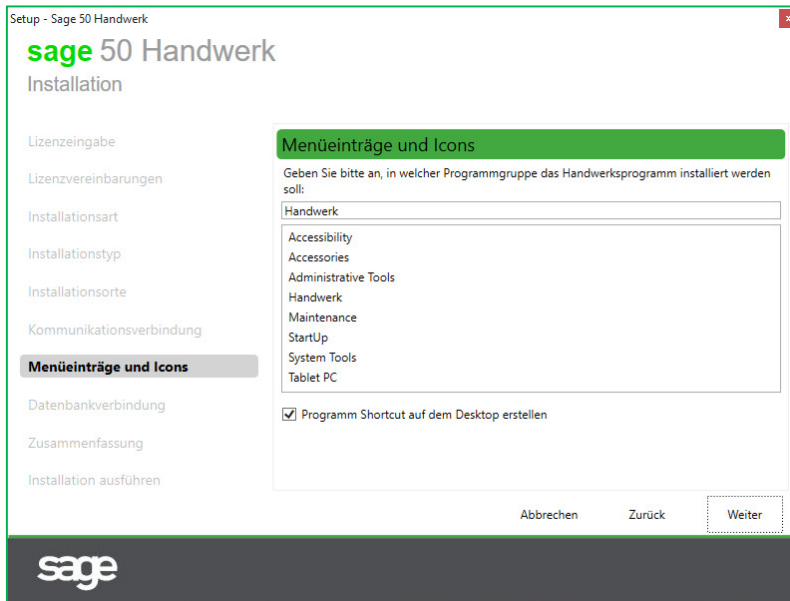 Setup - Sage 50 Handwerk
sage 50 Handwerk
Installation
Lizenzeingabe
Lizenzvereinbarungen
Installationsart
Installationstyp
Installationsorte
Kommunikationsverbindung
Menüeinträge und Icons
Datenbankverbindung
Zusammenfassung
Installation ausführen
Menüeinträge und Icons
Geben Sie bitte an, in welcher Programmgruppe das Handwerksprogramm installiert werden
soll:
Handwerk
Accessibility
Accessories
Administrative Tools
Handwerk
Maintenance
StartUp
System Tools
Tablet PC
Programm Shortcut auf dem Desktop erstellen
Abbrechen Zurück Weiter
sage